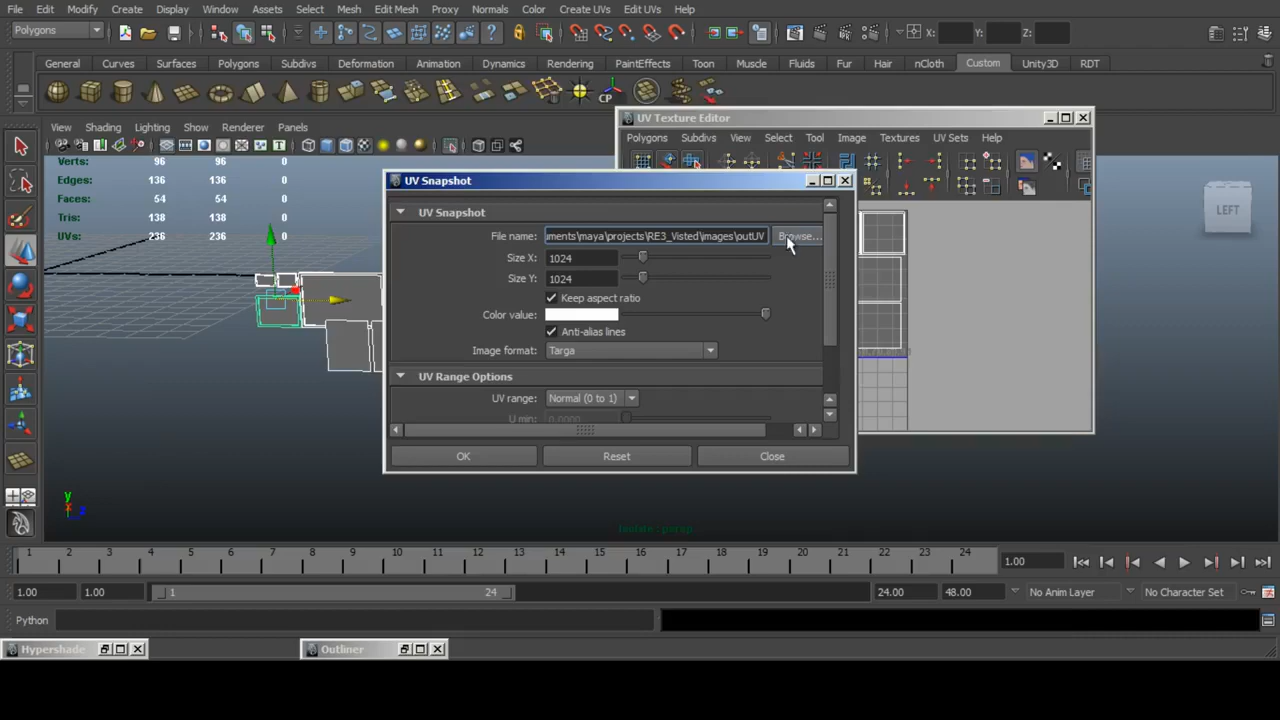 File Edit Modify Create Display Window Assets Select Mesh Edit Mesh Proxy Normals Color Create UVs Edit UVs Help
Polygons X: Y: Z:
General Curves Surfaces Polygons Subdivs Deformation Animation Dynamics Rendering PaintEffects Toon Muscle Fluids Fur Hair nCloth Custom Unity3D RDT
CP
UV Texture Editor
View Shading Lighting Show Renderer Panels
Polygons Subdivs View Select Tool Image Textures UV Sets Help
Verts: 96 96 0
Edges: 136 136 0
Faces: 54 54 0
Tris: 138 138 0
UVs: 236 236 0
LEFT
UV Snapshot
UV Snapshot
File name: ments\maya\projects\RE3_Visted\images\outUV Browse...
Size X: 1024
Size Y: 1024
Keep aspect ratio
Color value:
Anti-alias lines
Image format: Targa
UV Range Options
UV range: Normal (0 to 1)
U min: 0.0000
OK Reset Close
y
x z
Isolate : persp
1 2 3 4 5 6 7 8 9 10 11 12 13 14 15 16 17 18 19 20 21 22 23 24 1.00
1.00 1.00 1 24 24.00 48.00 No Anim Layer No Character Set
Python
Hypershade Outliner